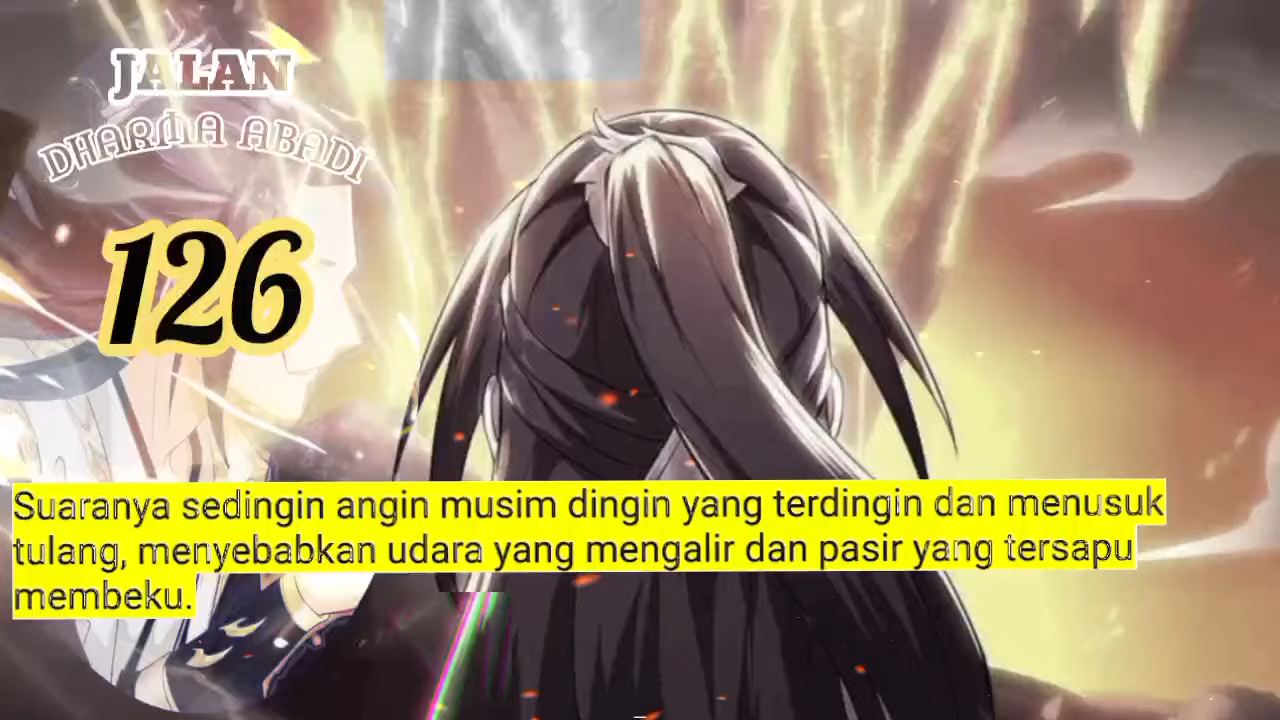 JALAN
DHARMA ABADI
126
Suaranya sedingin angin musim dingin yang terdingin dan menusuk
tulang, menyebabkan udara yang mengalir dan pasir yang tersapu
membeku.